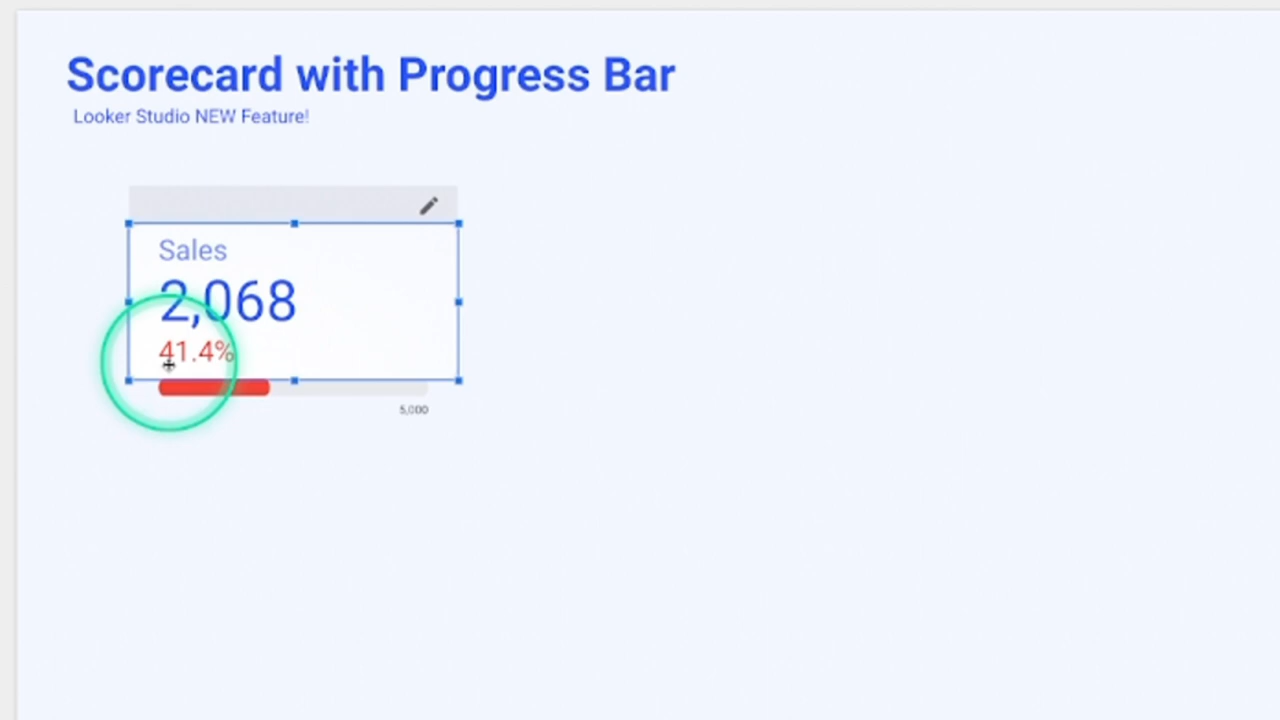 Scorecard with Progress Bar
Looker Studio NEW Feature!
Sales
2,068
41.4%
5,000